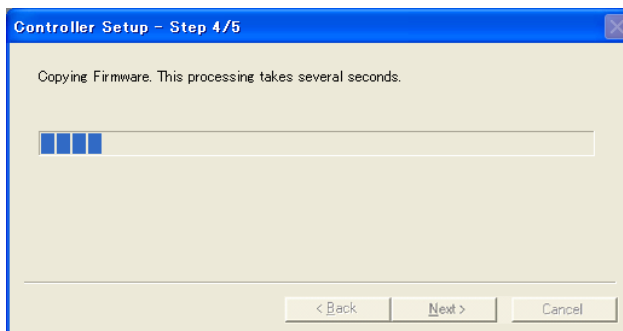 Controller Setup - Step 4/5
Copying Firmware. This processing takes several seconds.
< Back
Next >
Cancel